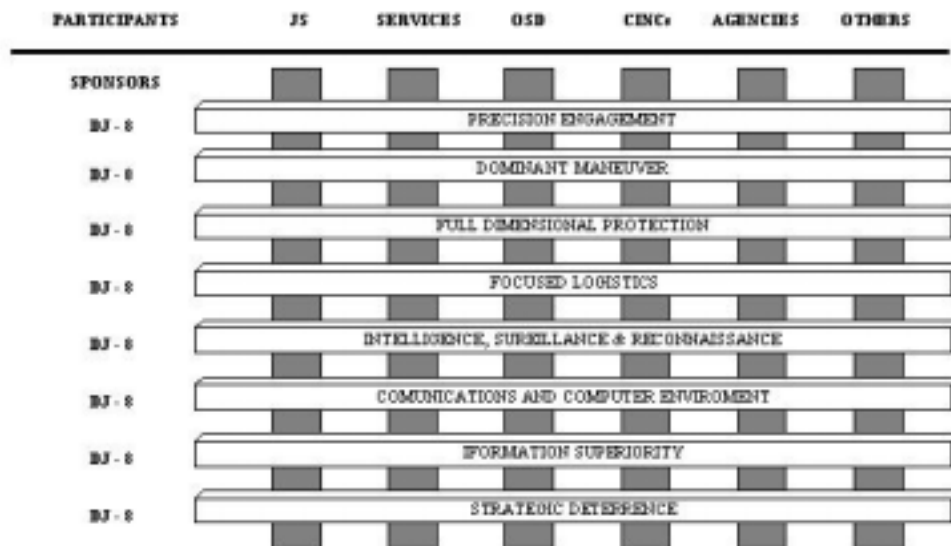 PARTICIPANTS JS SERVICES OSD CINCs AGENCIES OTHERS
SPONSORS
DJ - 8 PRECISION ENGAGEMENT
DJ - 8 DOMINANT MANEUVER
DJ - 8 FULL DIMENSIONAL PROTECTION
DJ - 8 FOCUSED LOGISTICS
DJ - 8 INTELLIGENCE, SUREILLANCE & RECONNAISSANCE
DJ - 8 COMUNICATIONS AND COMPUTER ENVIROMENT
DJ - 8 IFORMATION SUPERIORITY
DJ - 8 STRATEGIC DETERRENCE